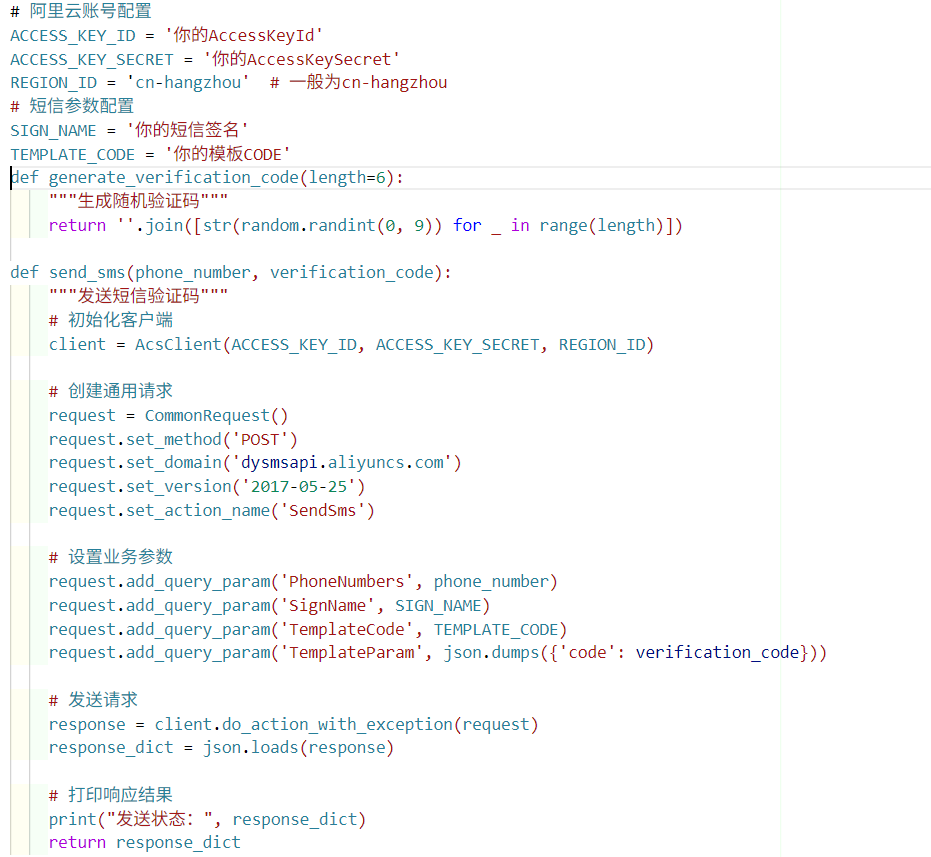 # 阿里云账号配置
ACCESS_KEY_ID = '你的AccessKeyId'
ACCESS_KEY_SECRET = '你的AccessKeySecret'
REGION_ID = 'cn-hangzhou'  # 一般为cn-hangzhou
# 短信参数配置
SIGN_NAME = '你的短信签名'
TEMPLATE_CODE = '你的模板CODE'
def generate_verification_code(length=6):
    """生成随机验证码"""
    return ''.join([str(random.randint(0, 9)) for _ in range(length)])

def send_sms(phone_number, verification_code):
    """发送短信验证码"""
    # 初始化客户端
    client = AcsClient(ACCESS_KEY_ID, ACCESS_KEY_SECRET, REGION_ID)

    # 创建通用请求
    request = CommonRequest()
    request.set_method('POST')
    request.set_domain('dysmsapi.aliyuncs.com')
    request.set_version('2017-05-25')
    request.set_action_name('SendSms')

    # 设置业务参数
    request.add_query_param('PhoneNumbers', phone_number)
    request.add_query_param('SignName', SIGN_NAME)
    request.add_query_param('TemplateCode', TEMPLATE_CODE)
    request.add_query_param('TemplateParam', json.dumps({'code': verification_code}))

    # 发送请求
    response = client.do_action_with_exception(request)
    response_dict = json.loads(response)

    # 打印响应结果
    print("发送状态：", response_dict)
    return response_dict